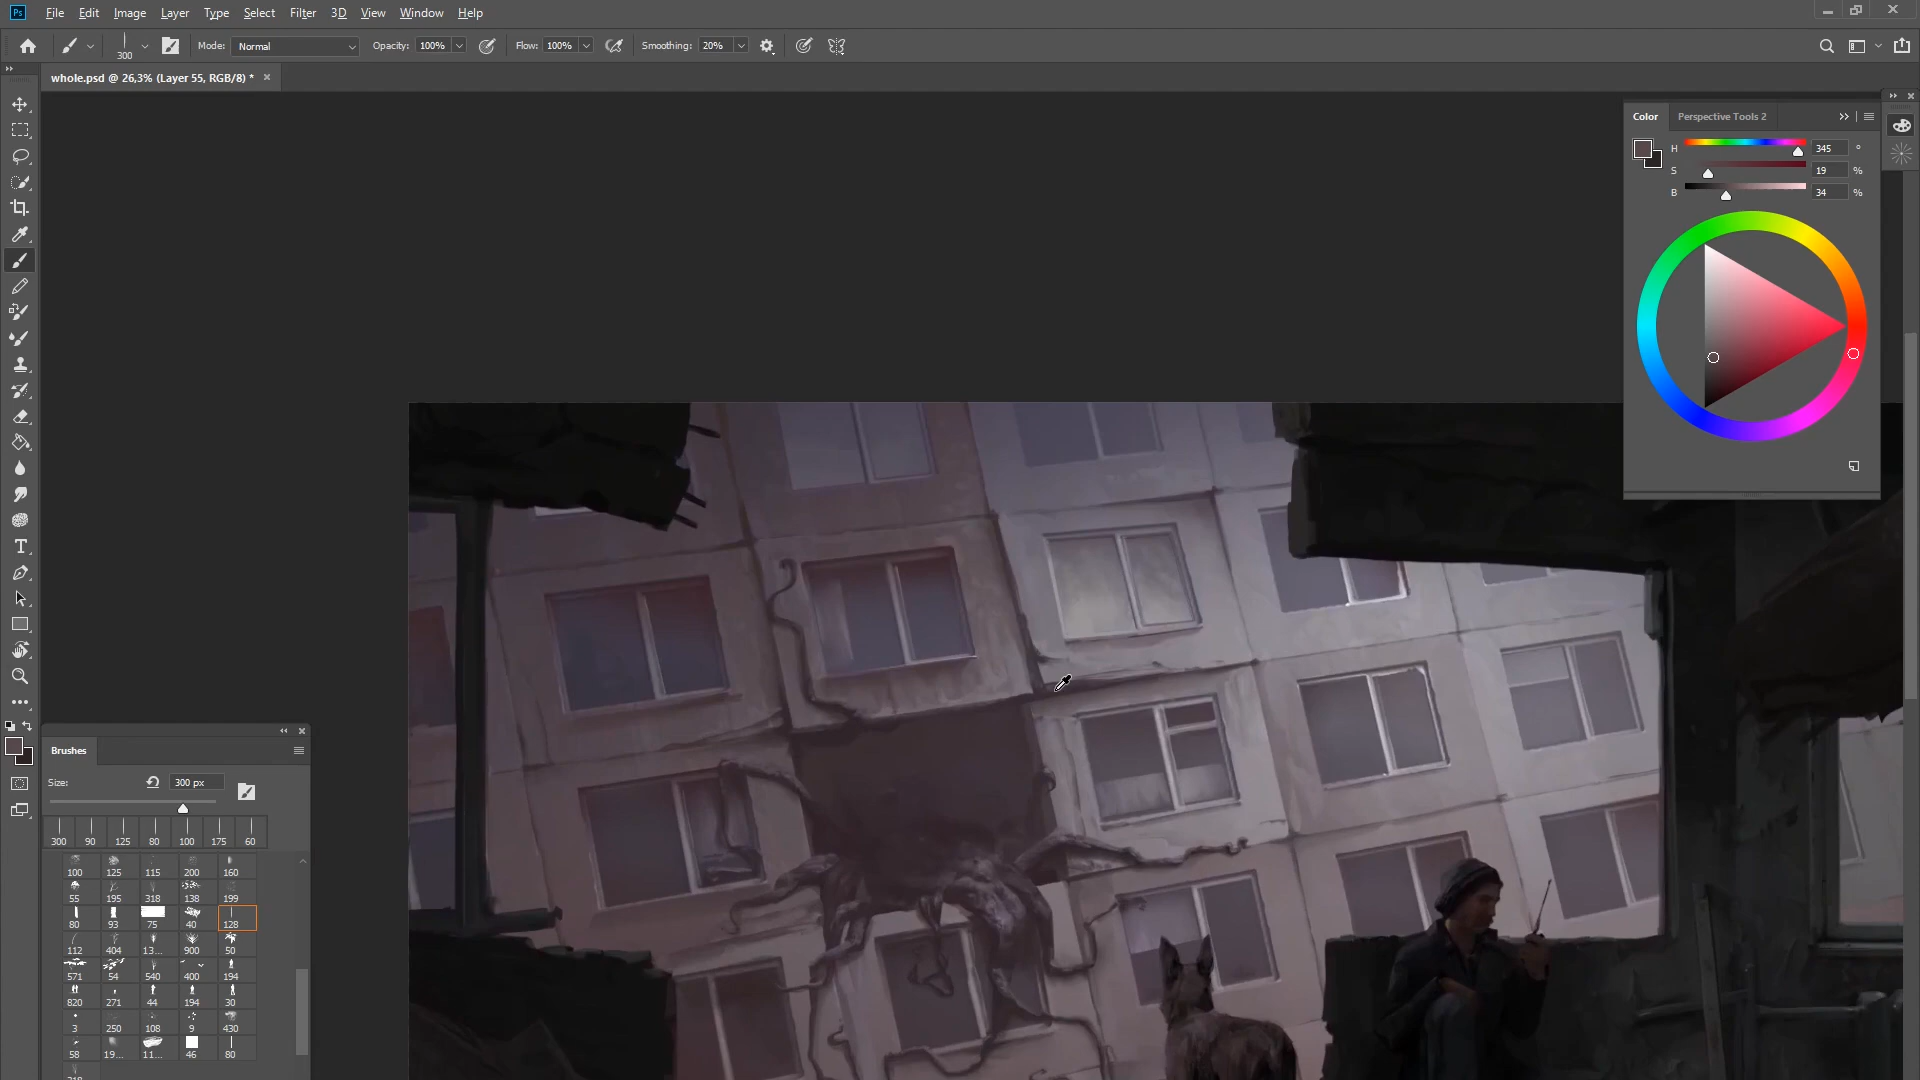 Ps File Edit Image Layer Type Select Filter 3D View Window Help
300 Mode: Normal Opacity: 100% Flow: 100% Smoothing: 20%
whole.psd @ 26,3% (Layer 55, RGB/8) * ×
Color Perspective Tools 2
H 345 °
S 19 %
B 34 %
Brushes
Size: 300 px
300 90 125 80 100 175 60
100 125 115 200 160
55 195 318 138 199
80 93 75 40 128
112 404 13... 900 50
571 54 540 400 194
820 271 44 194 30
3 250 108 9 430
58 19... 11... 46 80